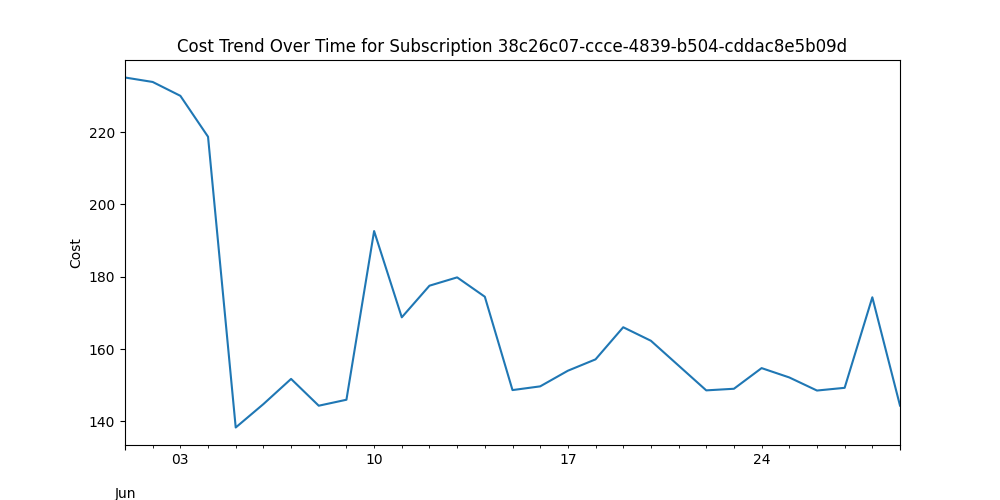 Cost Trend Over Time for Subscription 38c26c07-ccce-4839-b504-cddac8e5b09d
220
200
180
160
140
Cost
03 10 17 24
Jun